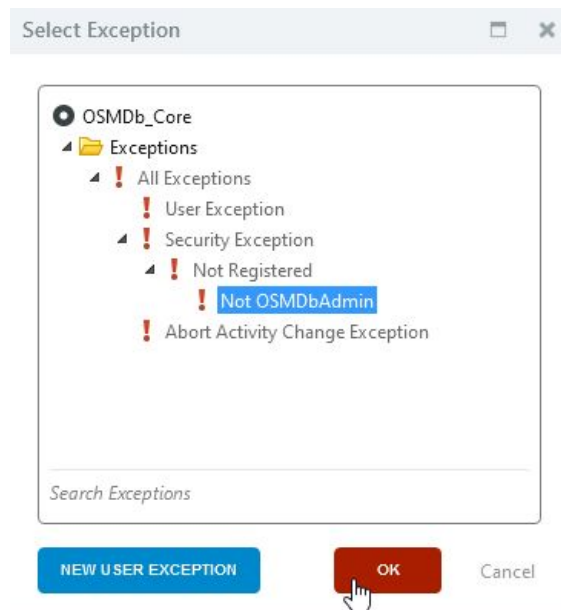 Select Exception
OSMDb_Core
Exceptions
All Exceptions
User Exception
Security Exception
Not Registered
Not OSMDbAdmin
Abort Activity Change Exception
Search Exceptions
NEW USER EXCEPTION OK Cancel